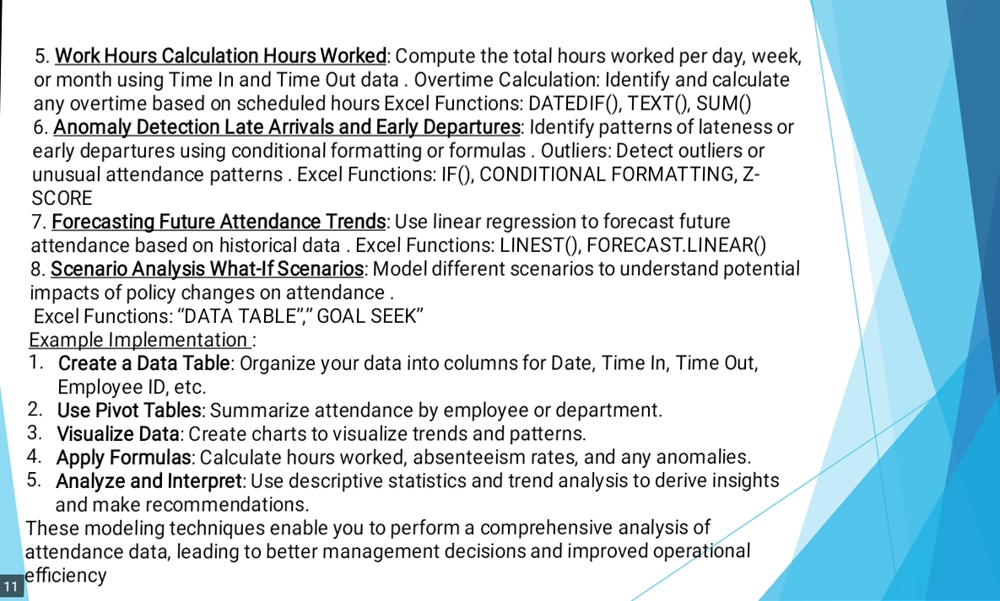 5. Work Hours Calculation Hours Worked: Compute the total hours worked per day, week,
or month using Time In and Time Out data . Overtime Calculation: Identify and calculate
any overtime based on scheduled hours Excel Functions: DATEDIF(), TEXT(), SUM()
6. Anomaly Detection Late Arrivals and Early Departures: Identify patterns of lateness or
early departures using conditional formatting or formulas . Outliers: Detect outliers or
unusual attendance patterns . Excel Functions: IF(), CONDITIONAL FORMATTING, Z-
SCORE
7. Forecasting Future Attendance Trends: Use linear regression to forecast future
attendance based on historical data . Excel Functions: LINEST(), FORECAST.LINEAR()
8. Scenario Analysis What-If Scenarios: Model different scenarios to understand potential
impacts of policy changes on attendance .
Excel Functions: “DATA TABLE”,” GOAL SEEK”
Example Implementation :
1. Create a Data Table: Organize your data into columns for Date, Time In, Time Out,
Employee ID, etc.
2. Use Pivot Tables: Summarize attendance by employee or department.
3. Visualize Data: Create charts to visualize trends and patterns.
4. Apply Formulas: Calculate hours worked, absenteeism rates, and any anomalies.
5. Analyze and Interpret: Use descriptive statistics and trend analysis to derive insights
and make recommendations.
These modeling techniques enable you to perform a comprehensive analysis of
attendance data, leading to better management decisions and improved operational
efficiency
11